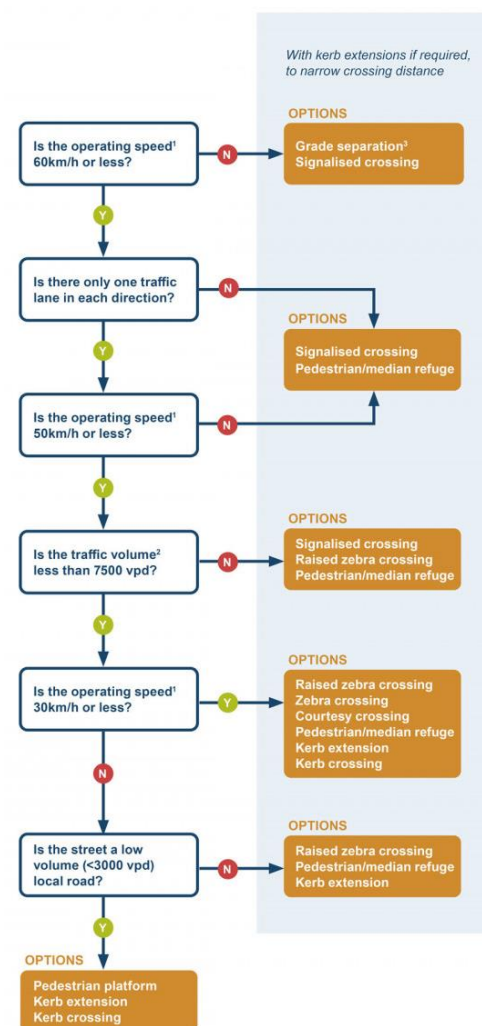 With kerb extensions if required,
to narrow crossing distance
OPTIONS
Is the operating speed¹
60km/h or less?
N
Grade separation³
Signalised crossing
Y
Is there only one traffic
lane in each direction?
N
OPTIONS
Signalised crossing
Pedestrian/median refuge
Y
Is the operating speed¹
50km/h or less?
N
Y
OPTIONS
Is the traffic volume²
less than 7500 vpd?
N
Signalised crossing
Raised zebra crossing
Pedestrian/median refuge
Y
OPTIONS
Is the operating speed¹
30km/h or less?
Y
Raised zebra crossing
Zebra crossing
Courtesy crossing
Pedestrian/median refuge
Kerb extension
Kerb crossing
N
OPTIONS
Is the street a low
volume (<3000 vpd)
local road?
N
Raised zebra crossing
Pedestrian/median refuge
Kerb extension
Y
OPTIONS
Pedestrian platform
Kerb extension
Kerb crossing